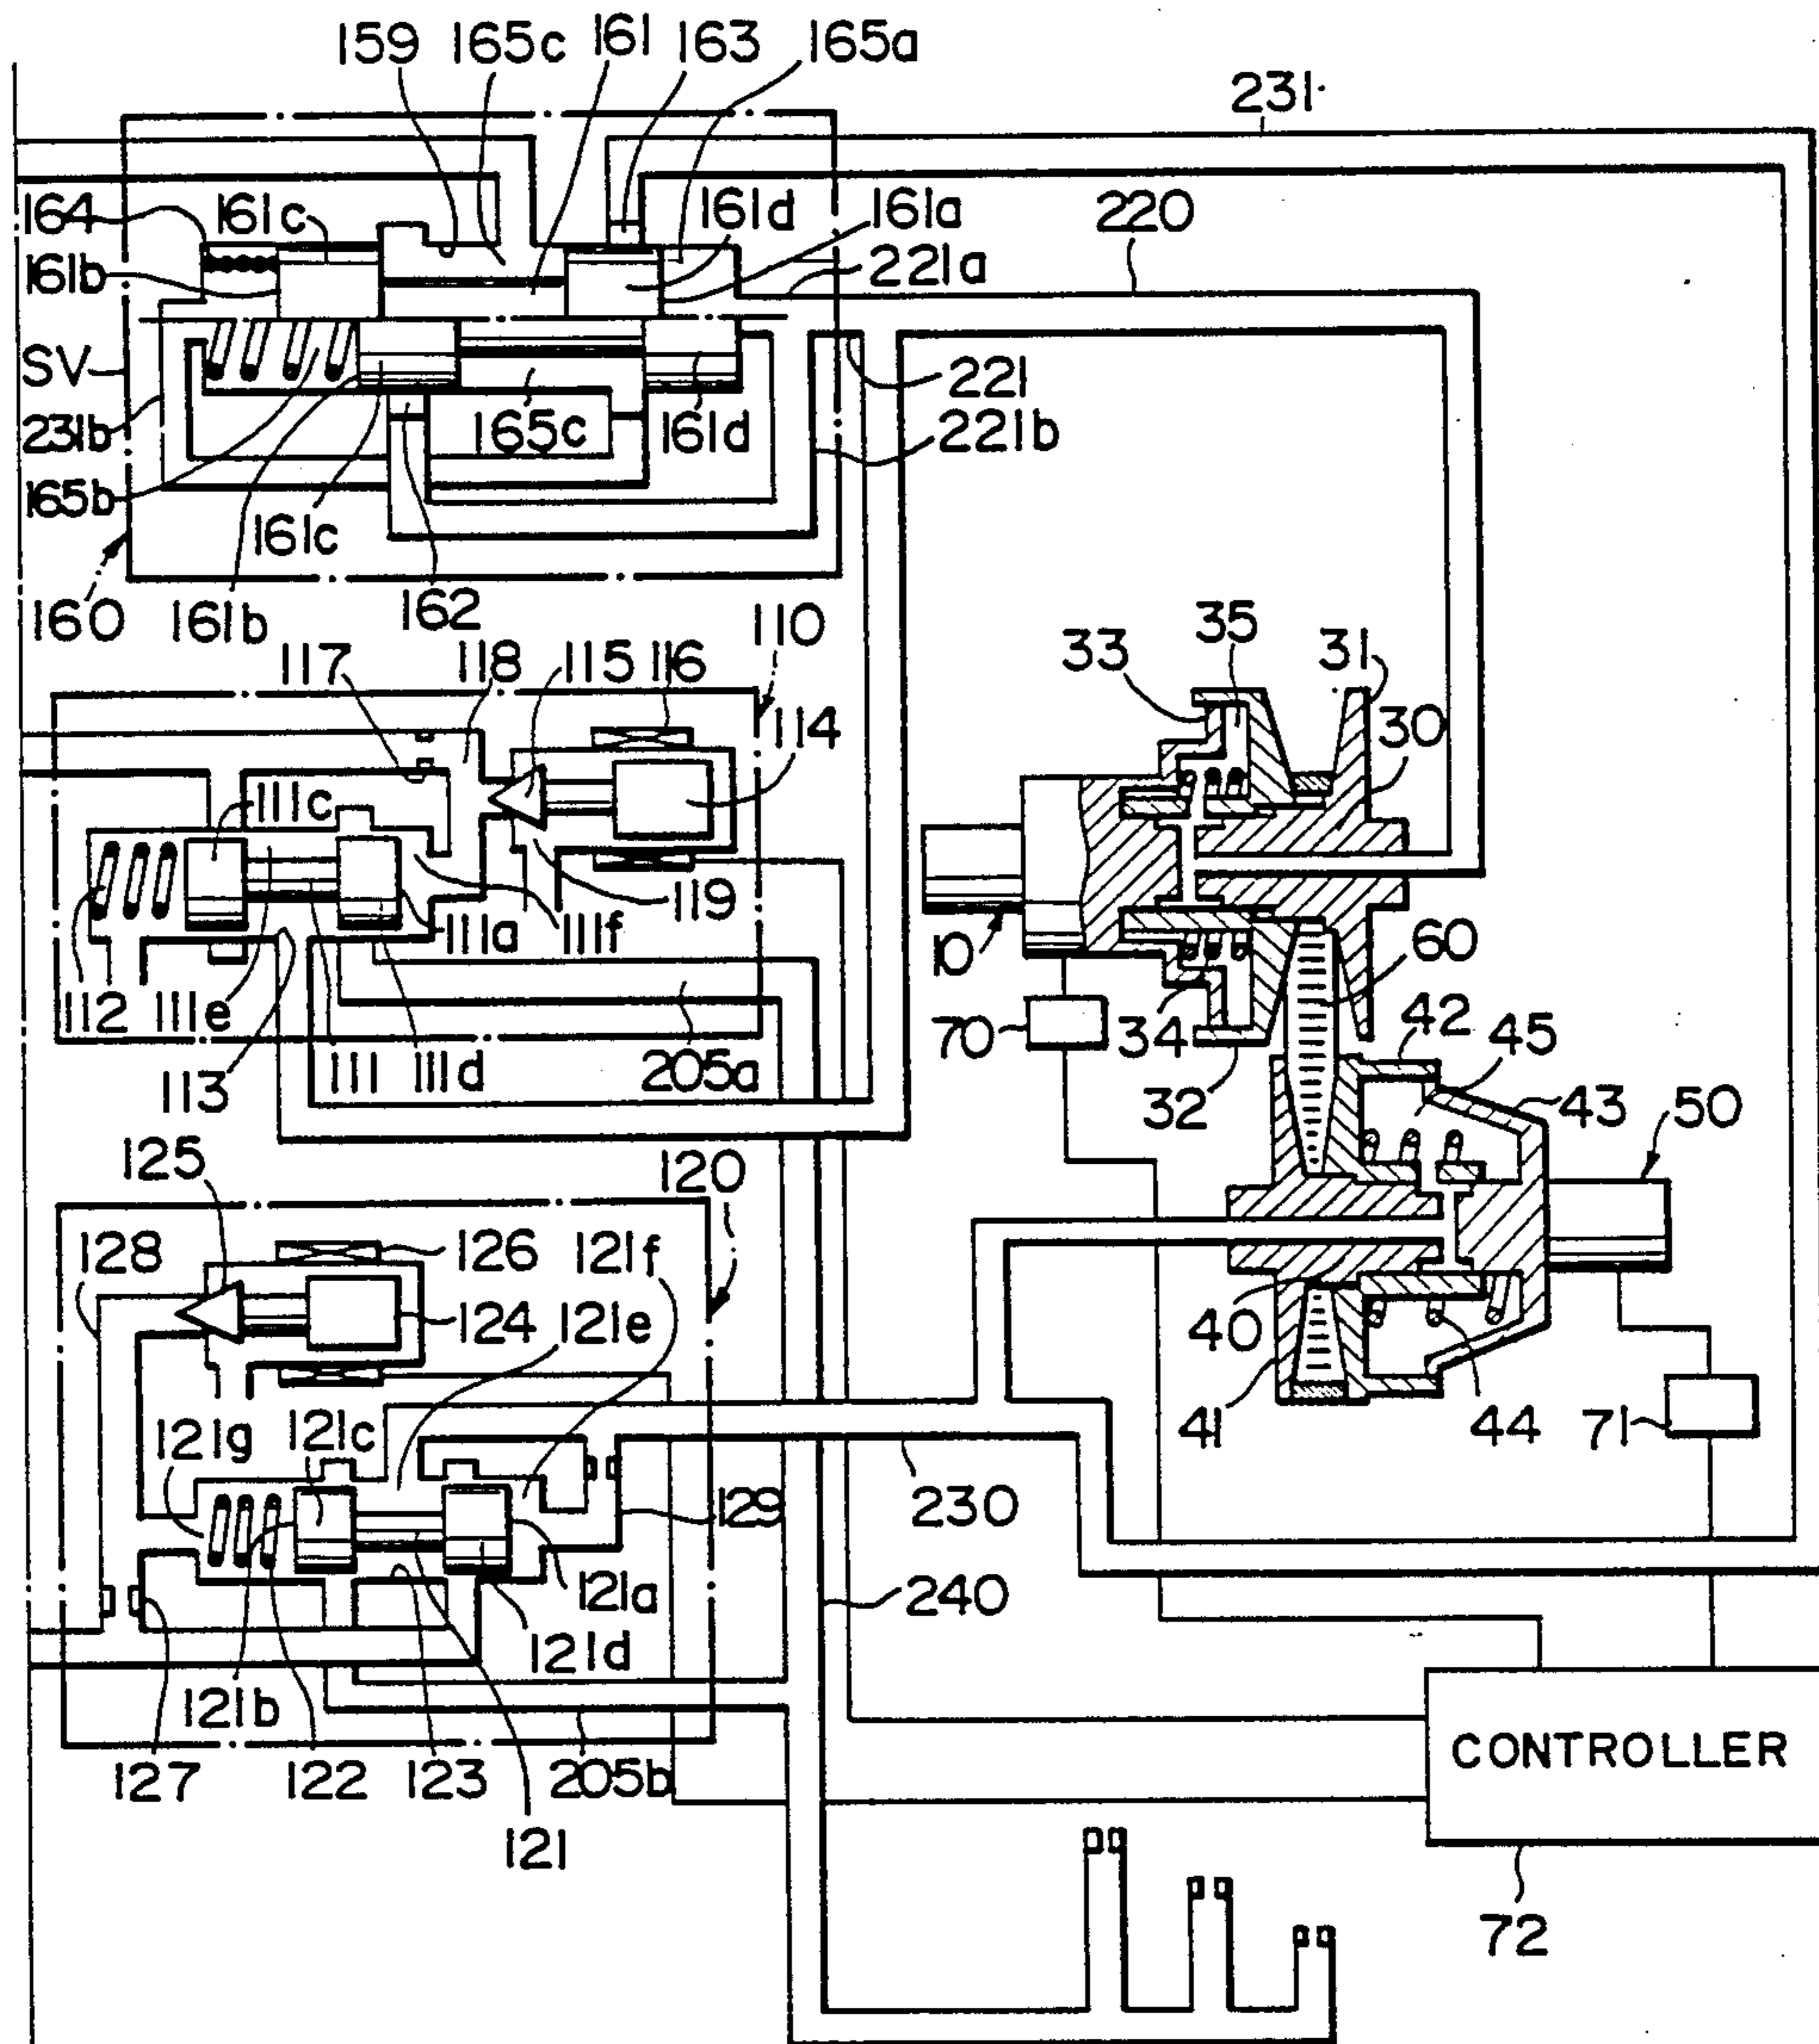 159 165c 161 163 165a
231
164 161c 161d 161a 220
161b 221a
SV 221
231b 165c 161d 221b
165b
161c
160 161b 162 110
117 118 115 116 33 35 31
114 30
111c
119
112 111e 111a 111f 10 60
113 111 111d 205a 70 34 42 45
32 43 50
125 120
128 126 121f
124 121e 40
121g 121c 41 44 71
129 230
121a 240
121d
121b
127 122 123 205b CONTROLLER
121
72